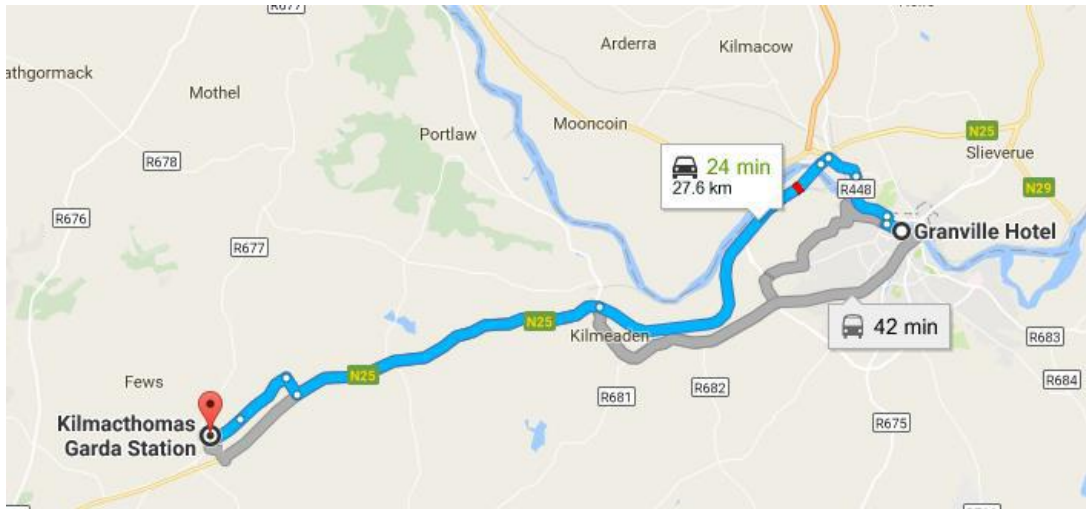 R677
athgormack
Mothel
Arderra
Kilmacow
Mooncoin
Portlaw
N25
Slieverue
R678
24 min
27.6 km
R448
N29
R676
R677
Granville Hotel
N25
Kilmeaden
42 min
R683
N25
R682
R684
R681
Fews
Kilmacthomas
Garda Station
R675